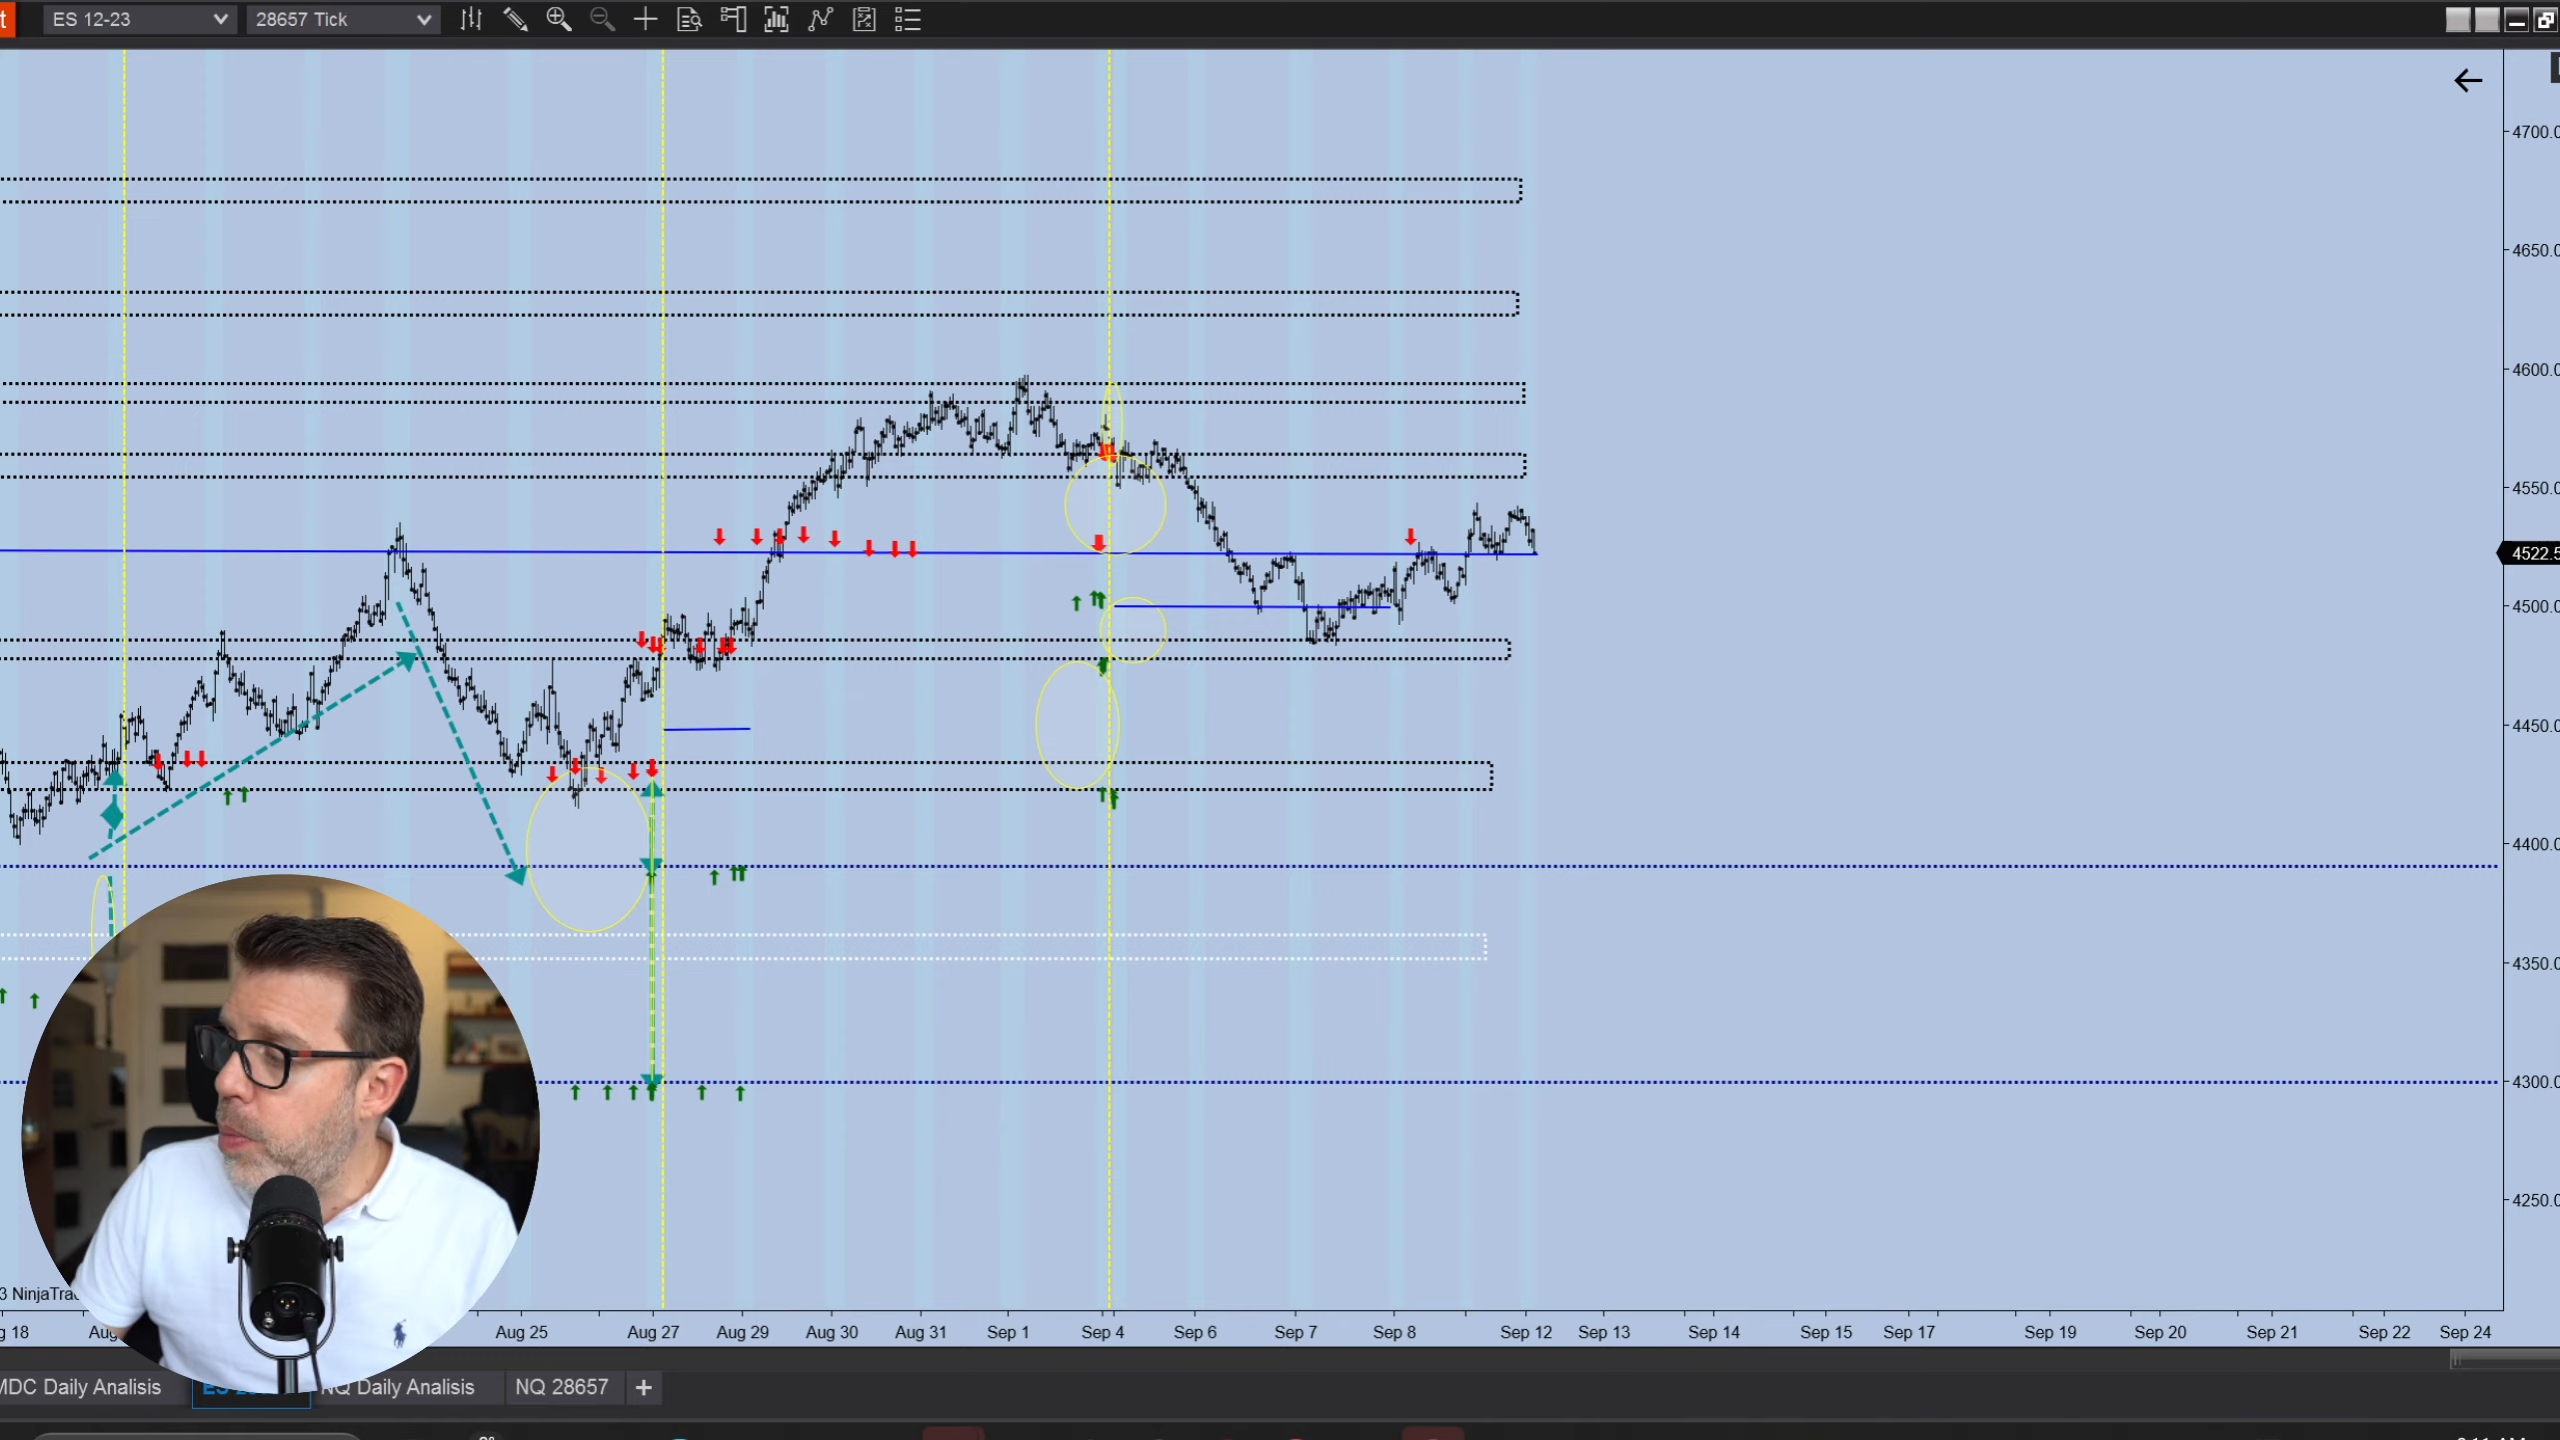 t ES 12-23 28657 Tick
4700.0
4650.0
4600.0
4550.0
4522.5
4500.0
4450.0
4400.0
4350.0
4300.0
4250.0
3 NinjaTra
g 18 Aug Aug 25 Aug 27 Aug 29 Aug 30 Aug 31 Sep 1 Sep 4 Sep 6 Sep 7 Sep 8 Sep 12 Sep 13 Sep 14 Sep 15 Sep 17 Sep 19 Sep 20 Sep 21 Sep 22 Sep 24
MDC Daily Analisis ES NQ Daily Analisis NQ 28657 +